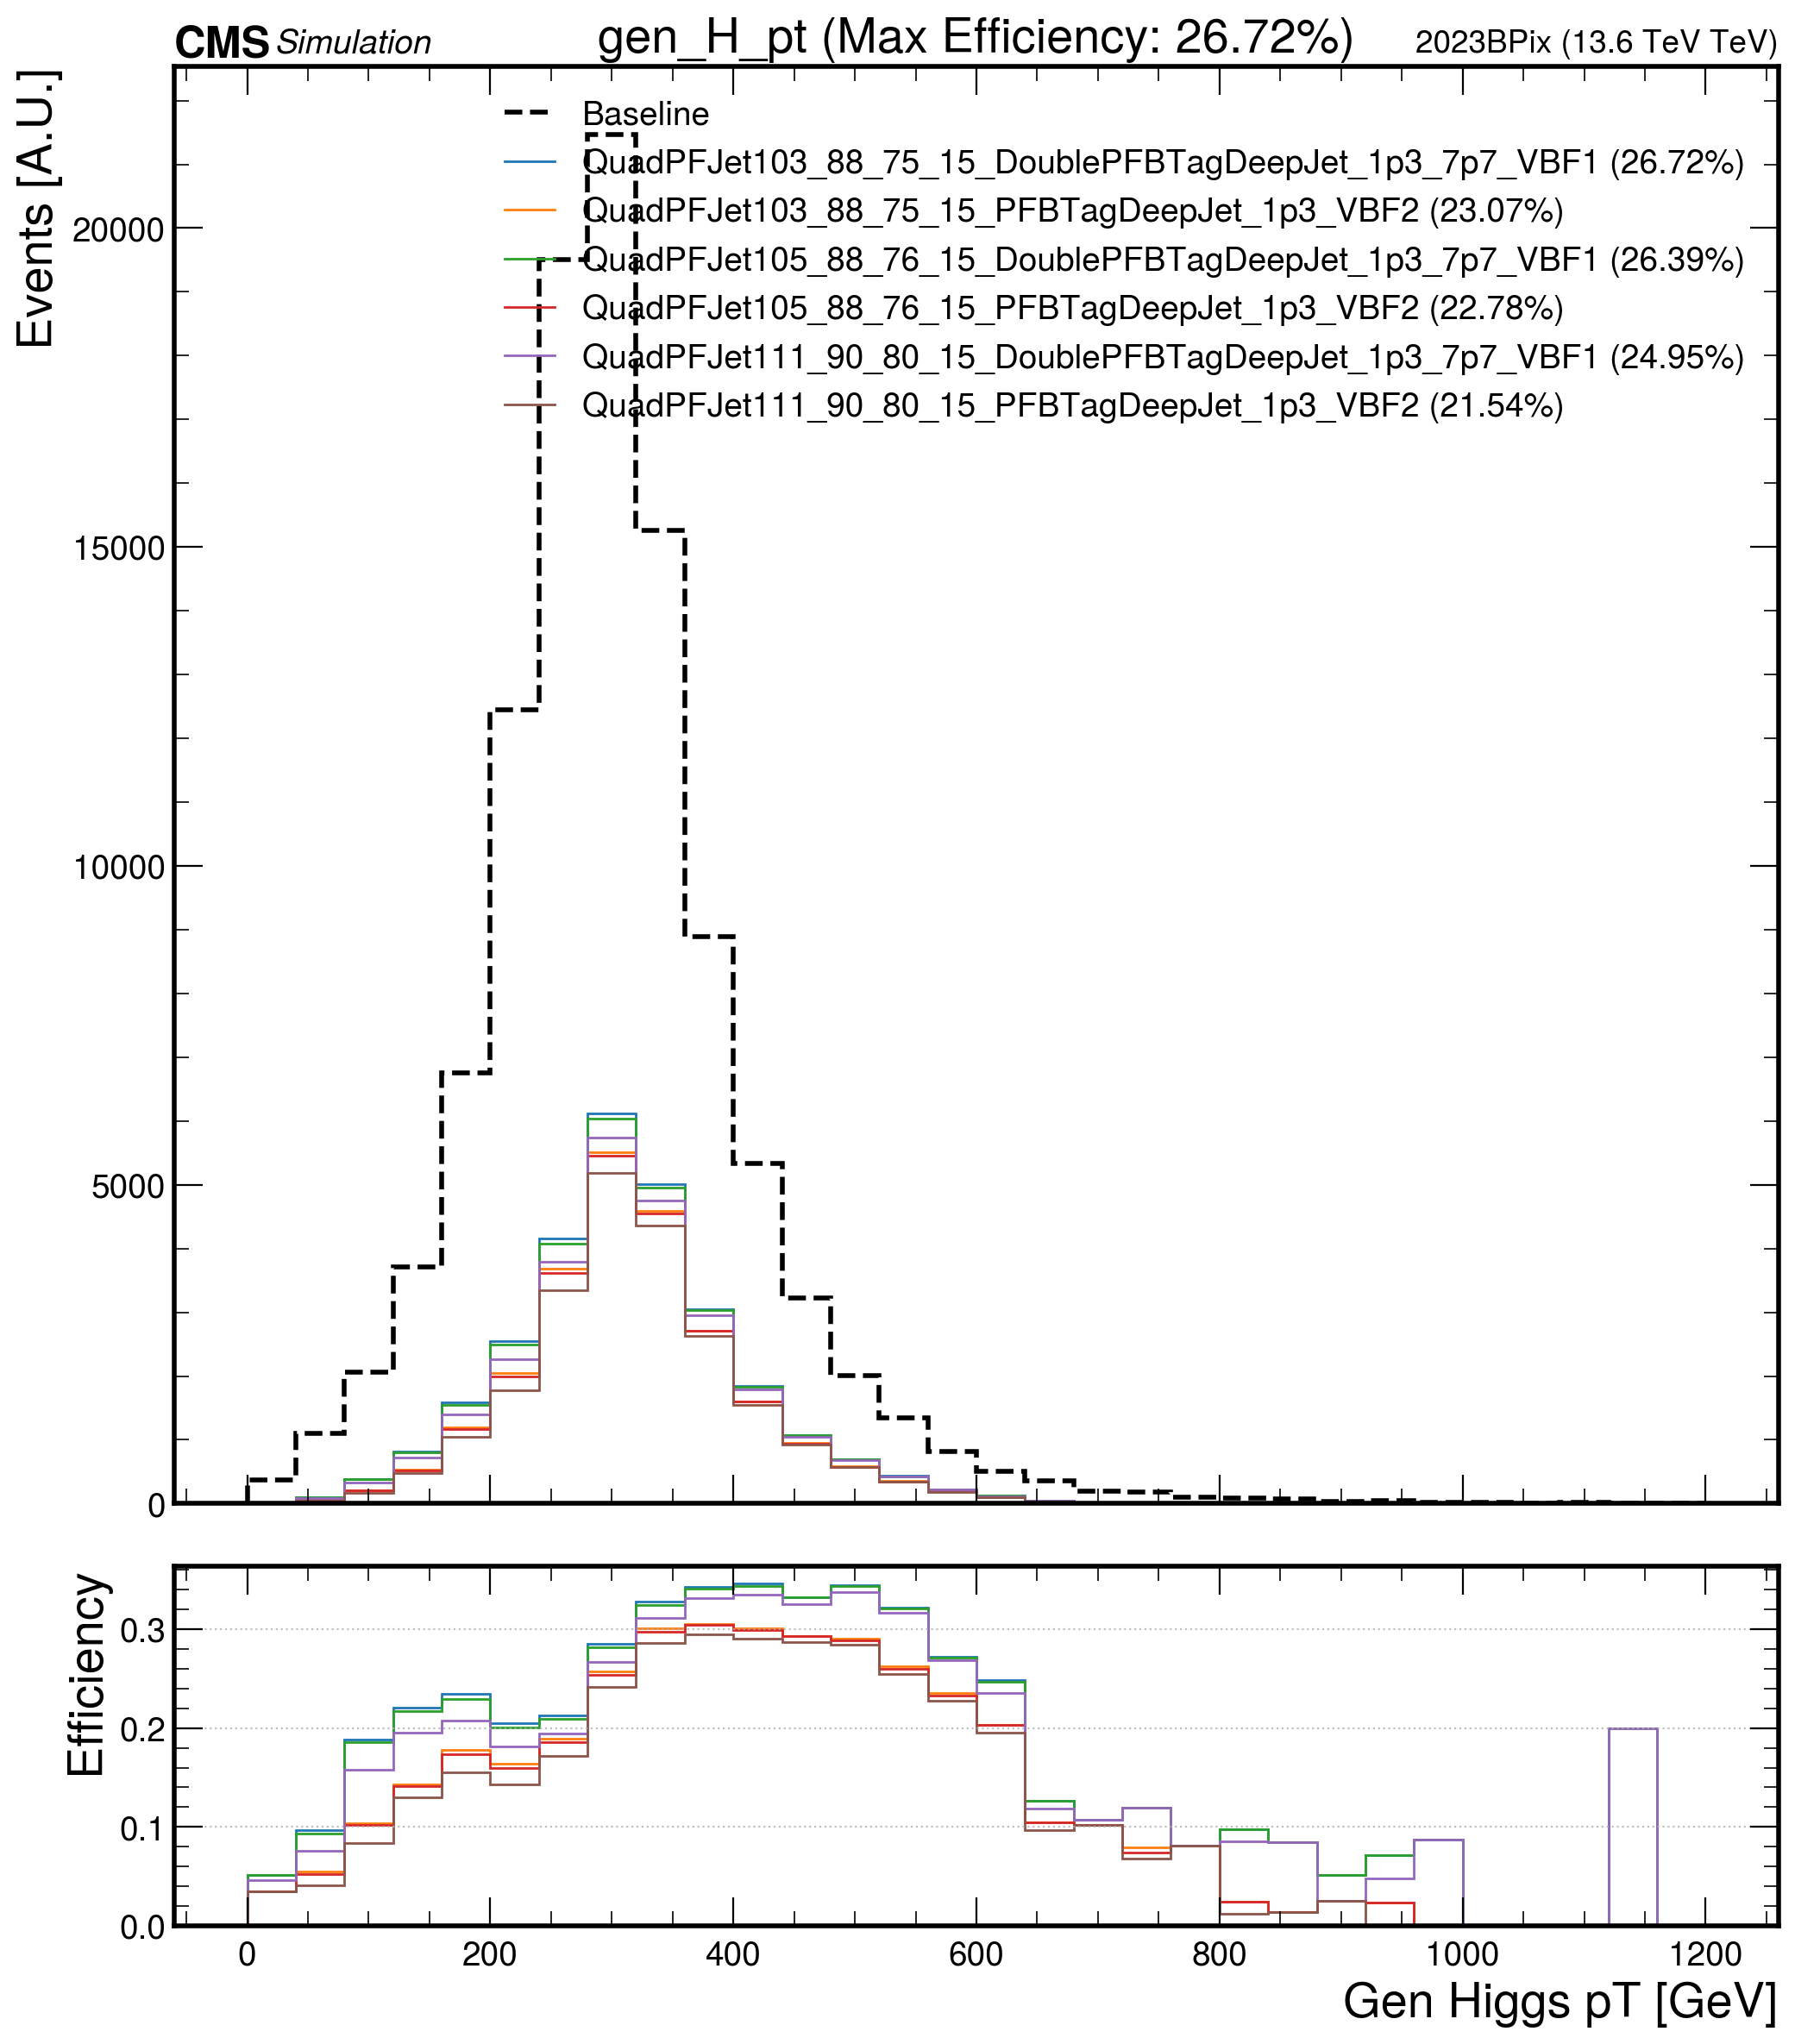 CMS Simulation gen_H_pt (Max Efficiency: 26.72%) 2023BPix (13.6 TeV TeV)
Events [A.U.]
Baseline
QuadPFJet103_88_75_15_DoublePFBTagDeepJet_1p3_7p7_VBF1 (26.72%)
QuadPFJet103_88_75_15_PFBTagDeepJet_1p3_VBF2 (23.07%)
QuadPFJet105_88_76_15_DoublePFBTagDeepJet_1p3_7p7_VBF1 (26.39%)
QuadPFJet105_88_76_15_PFBTagDeepJet_1p3_VBF2 (22.78%)
QuadPFJet111_90_80_15_DoublePFBTagDeepJet_1p3_7p7_VBF1 (24.95%)
QuadPFJet111_90_80_15_PFBTagDeepJet_1p3_VBF2 (21.54%)
20000
15000
10000
5000
0
Efficiency
0.3
0.2
0.1
0.0
0 200 400 600 800 1000 1200
Gen Higgs pT [GeV]